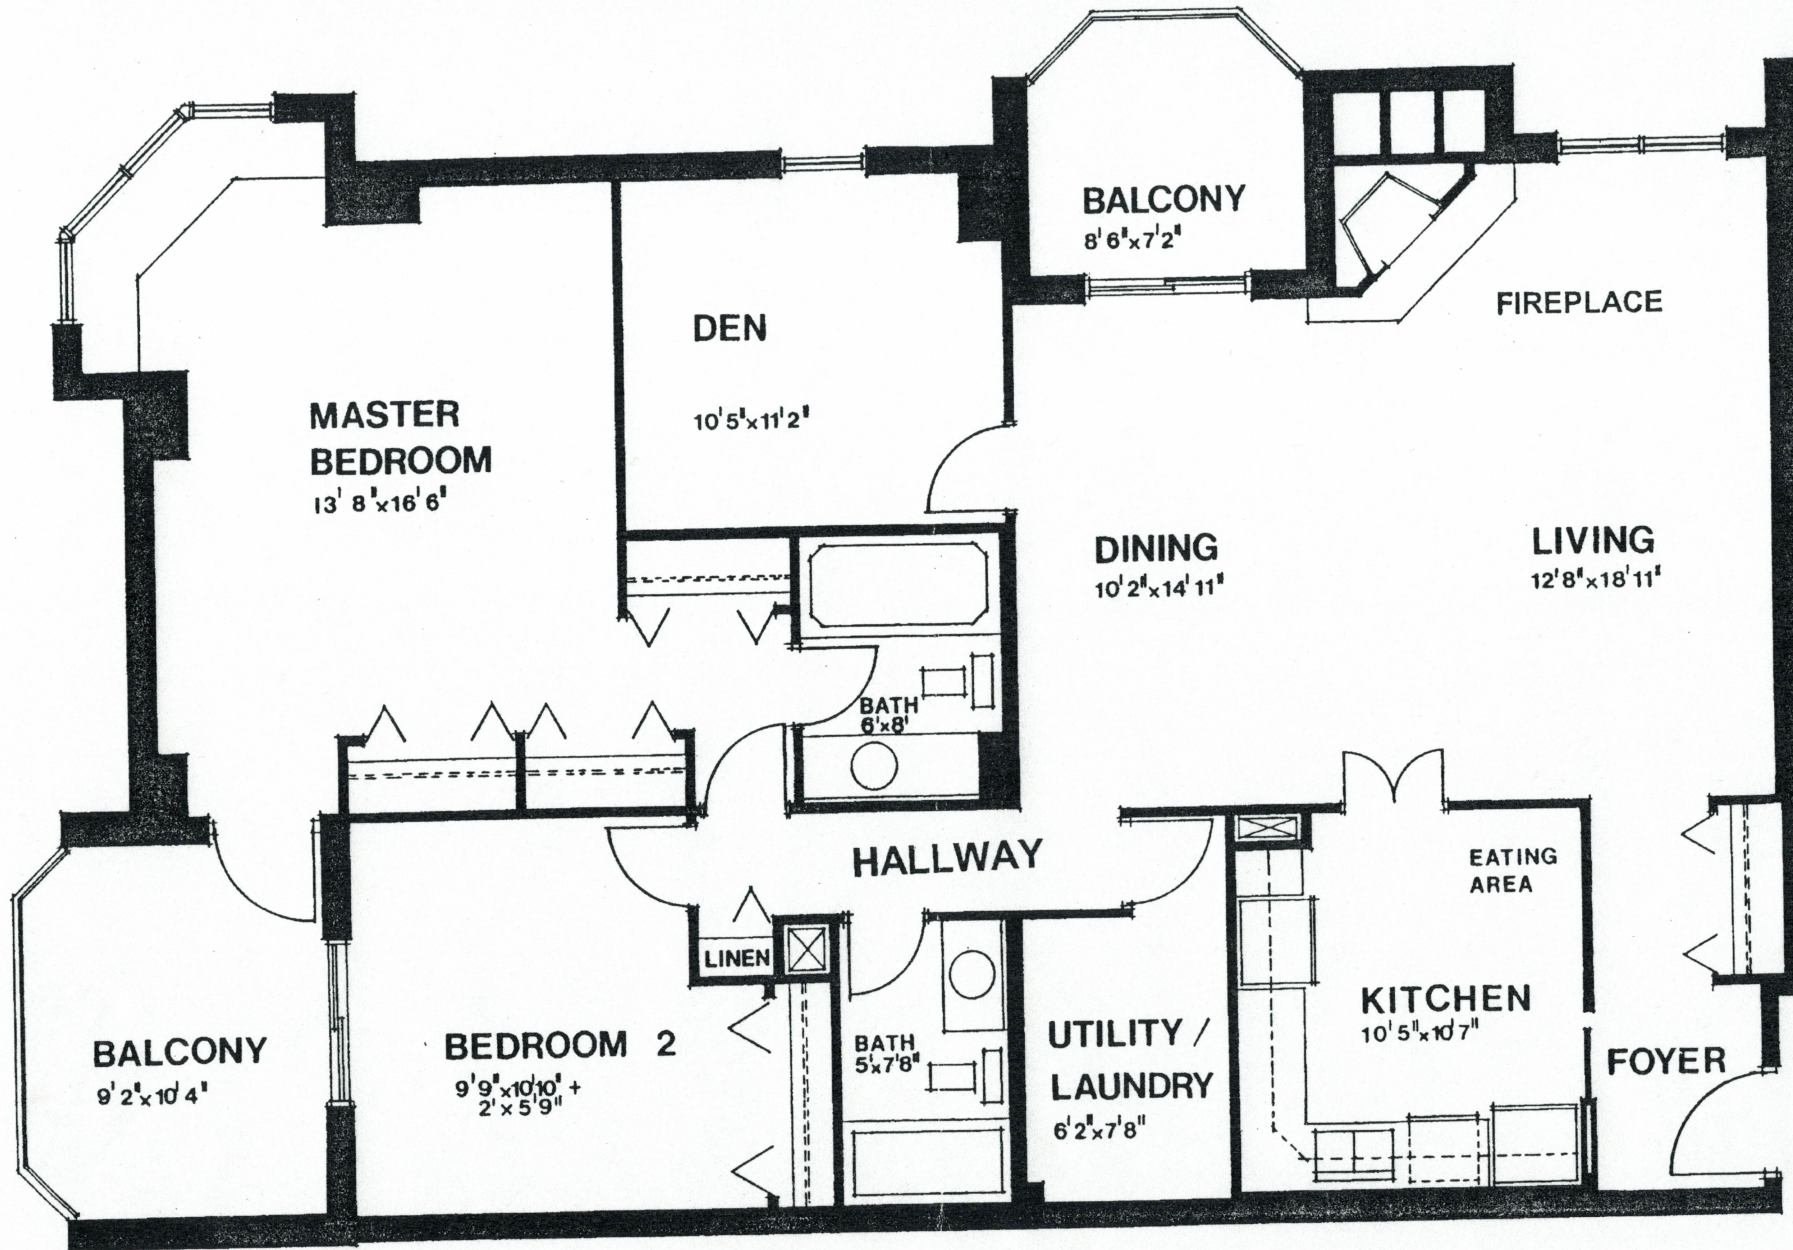 BALCONY
8'6"x7'2"
FIREPLACE
DEN
10'5"x11'2"
MASTER
BEDROOM
13'8"x16'6"
DINING
10'2"x14'11"
LIVING
12'8"x18'11"
BATH
6'x8'
HALLWAY
EATING
AREA
LINEN
KITCHEN
10'5"x10'7"
BALCONY
9'2"x10'4"
BEDROOM 2
9'9"x10'10" +
2'x5'9"
BATH
5'x7'8"
UTILITY /
LAUNDRY
6'2"x7'8"
FOYER